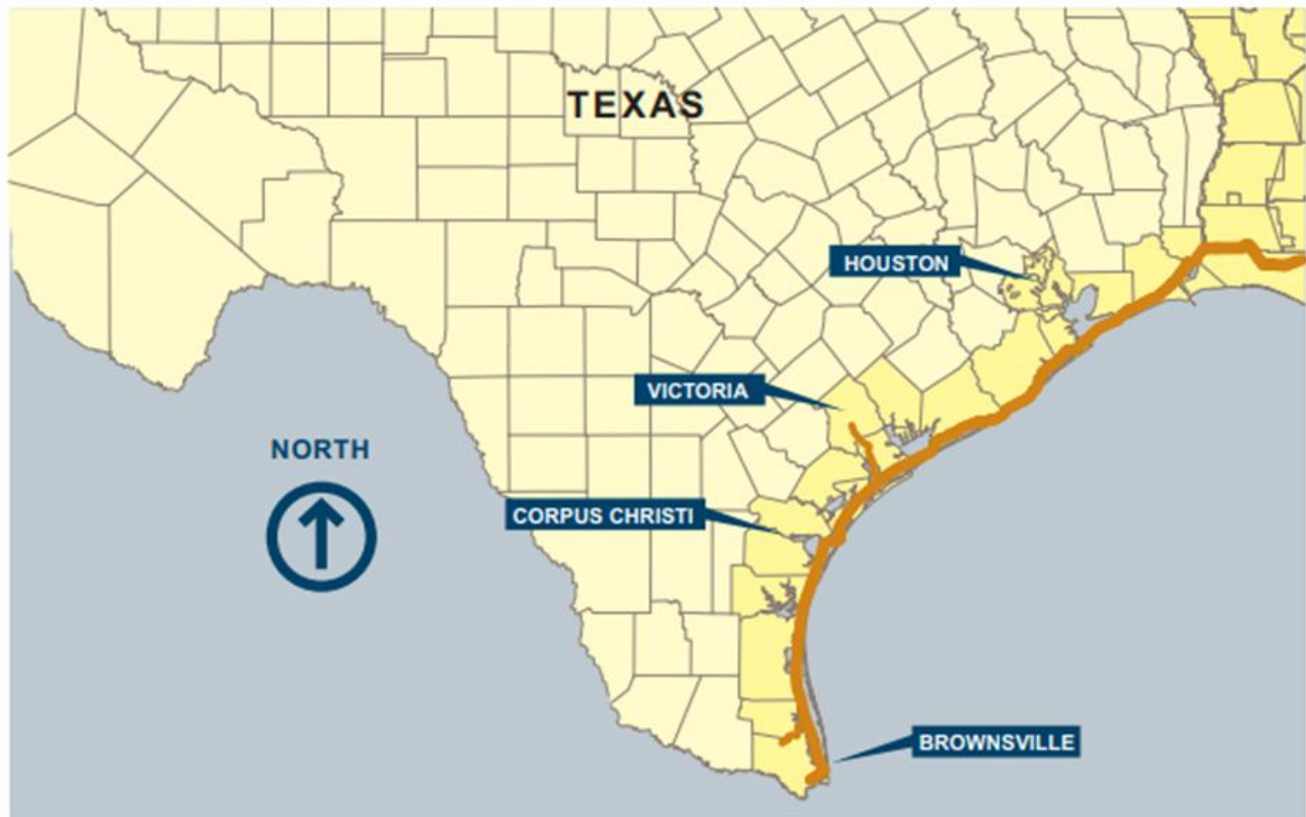 TEXAS
HOUSTON
VICTORIA
NORTH
CORPUS CHRISTI
BROWNSVILLE